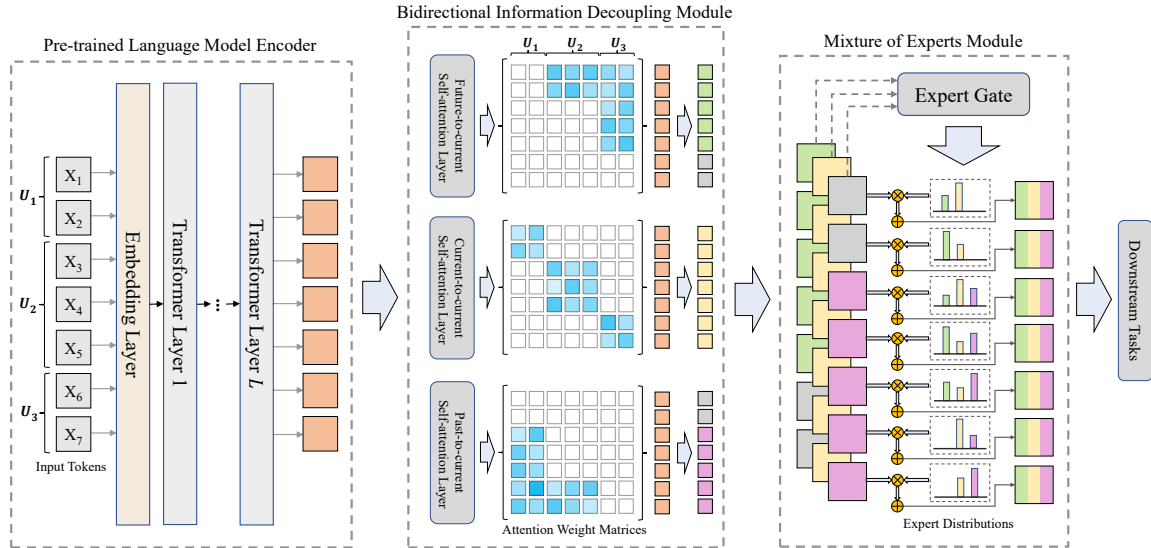 Bidirectional Information Decoupling Module
Pre-trained Language Model Encoder
Mixture of Experts Module
U1
U2
U3
X1
X2
X3
X4
X5
X6
X7
Input Tokens
Embedding Layer
Transformer Layer 1
...
Transformer Layer L
U1
U2
U3
Future-to-current
Self-attention Layer
Current-to-current
Self-attention Layer
Past-to-current
Self-attention Layer
Attention Weight Matrices
Expert Gate
Expert Distributions
Downstream Tasks